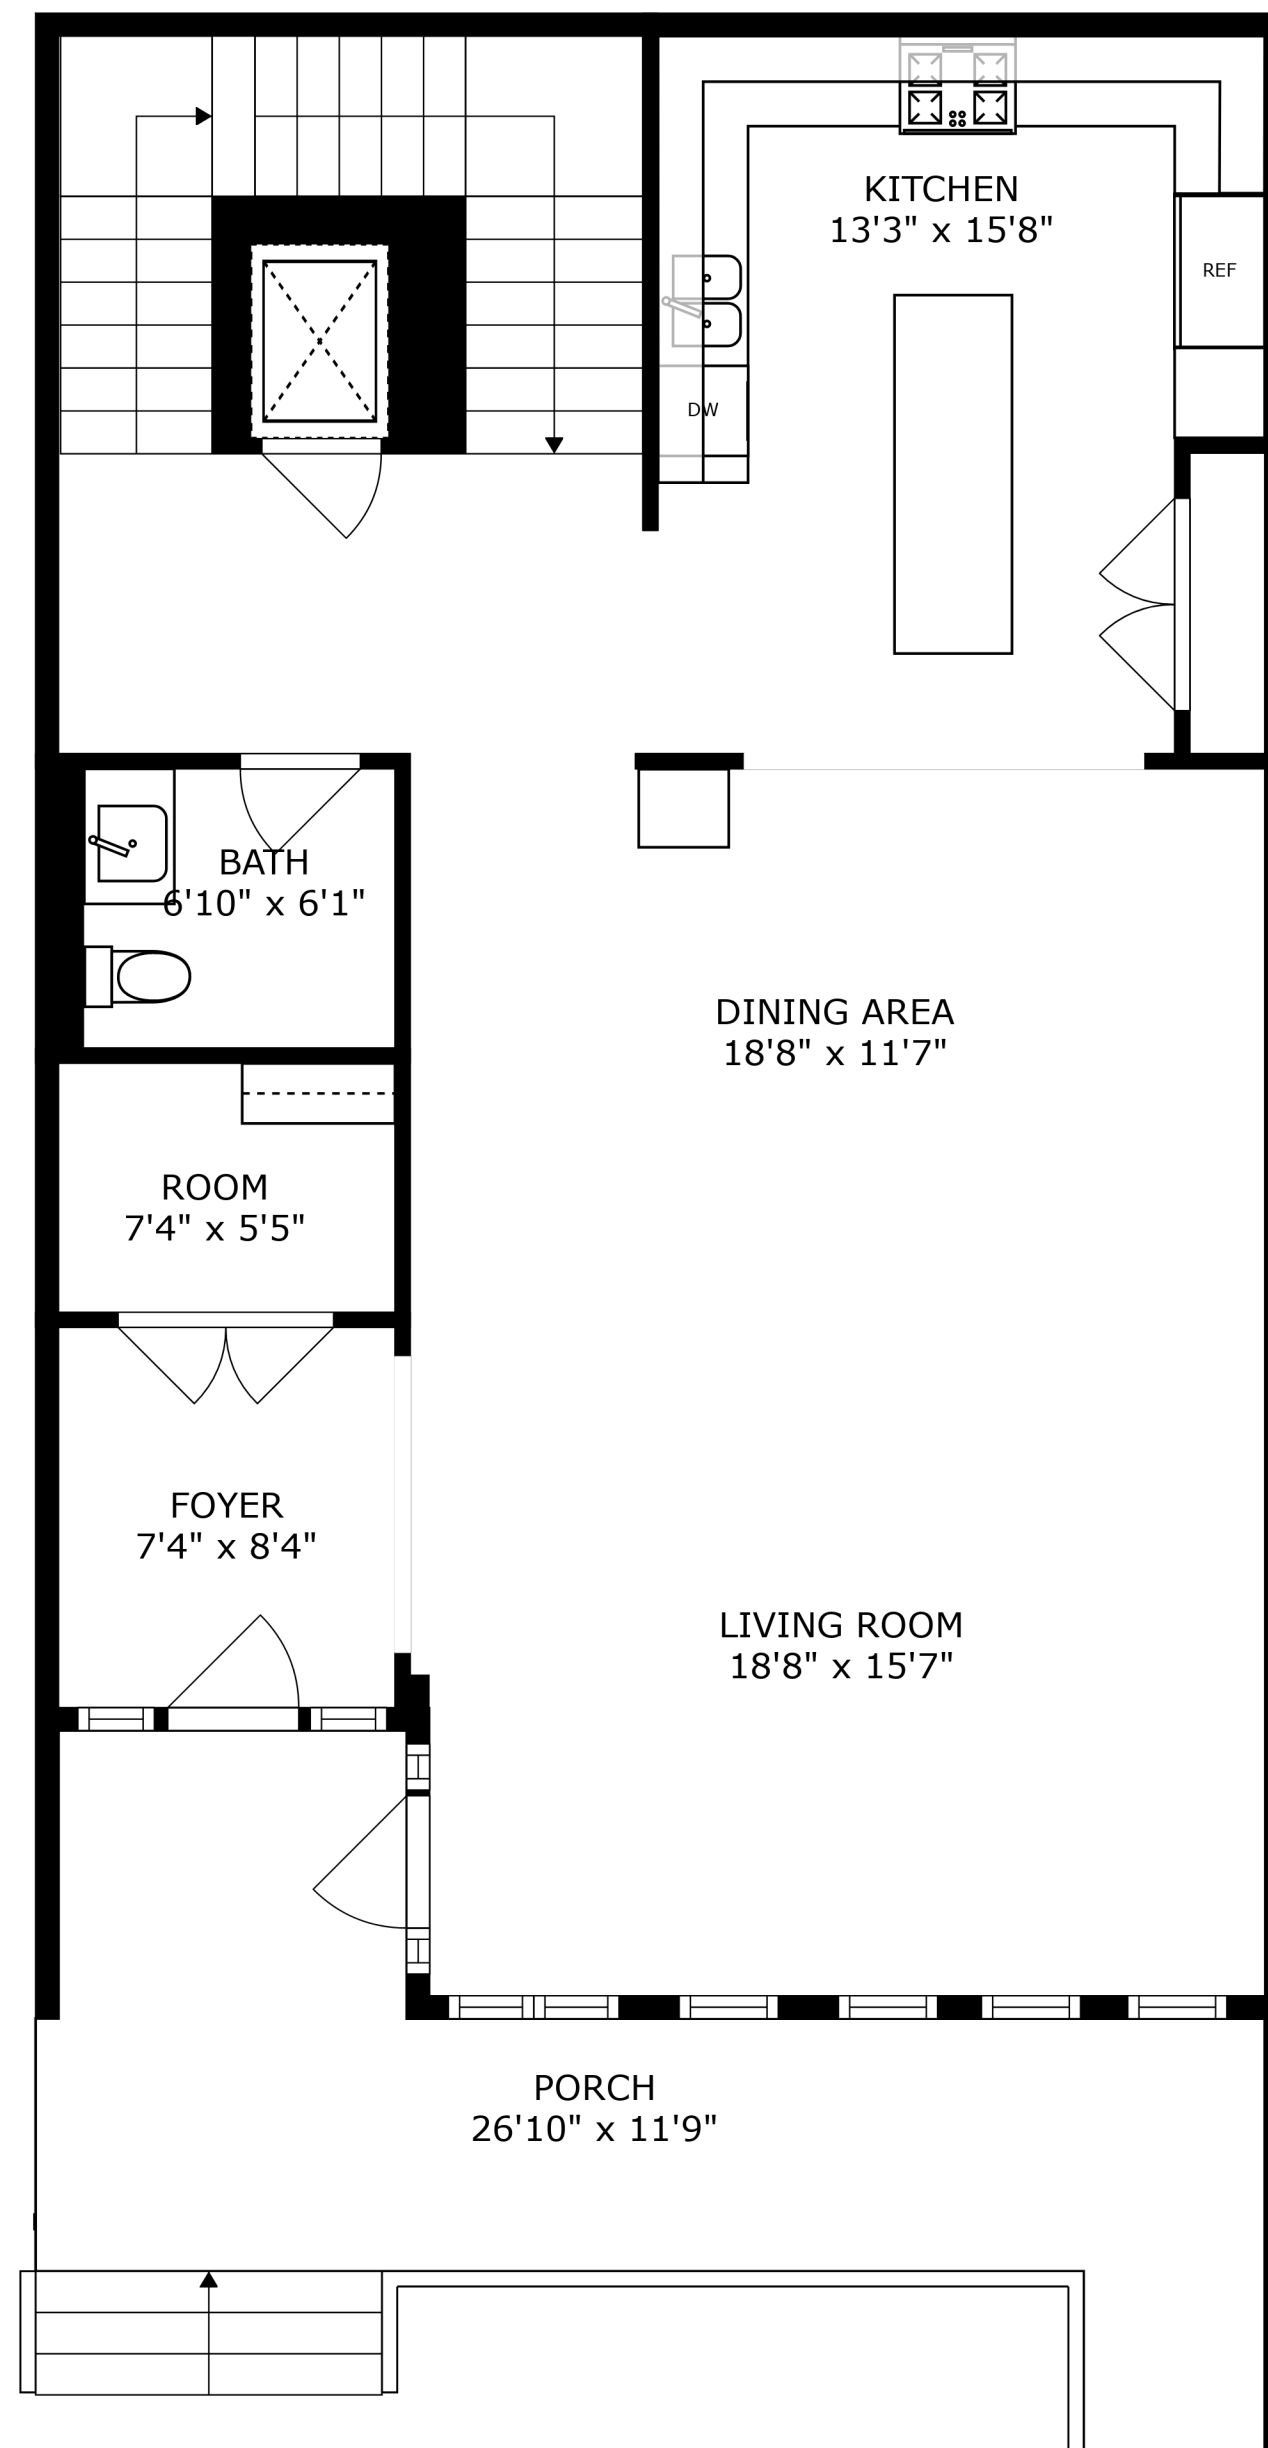 KITCHEN
13'3" x 15'8"
REF
DW
BATH
6'10" x 6'1"
DINING AREA
18'8" x 11'7"
ROOM
7'4" x 5'5"
FOYER
7'4" x 8'4"
LIVING ROOM
18'8" x 15'7"
PORCH
26'10" x 11'9"